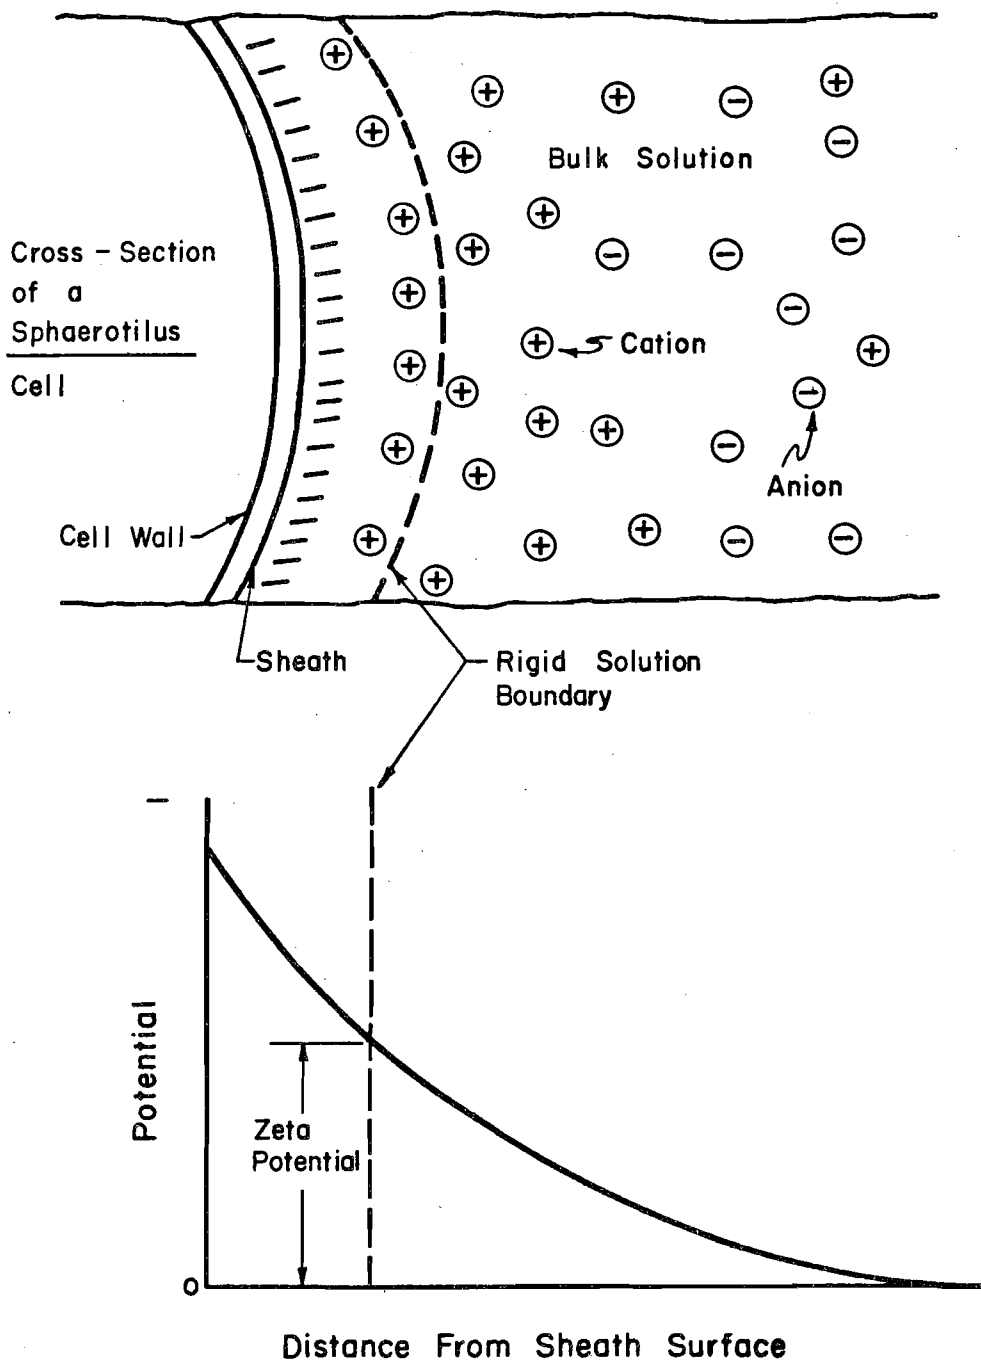 Bulk Solution
Cross - Section
of a
Sphaerotilus
Cell
Cation
Anion
Cell Wall
Sheath
Rigid Solution
Boundary
Potential
Zeta
Potential
0
Distance From Sheath Surface